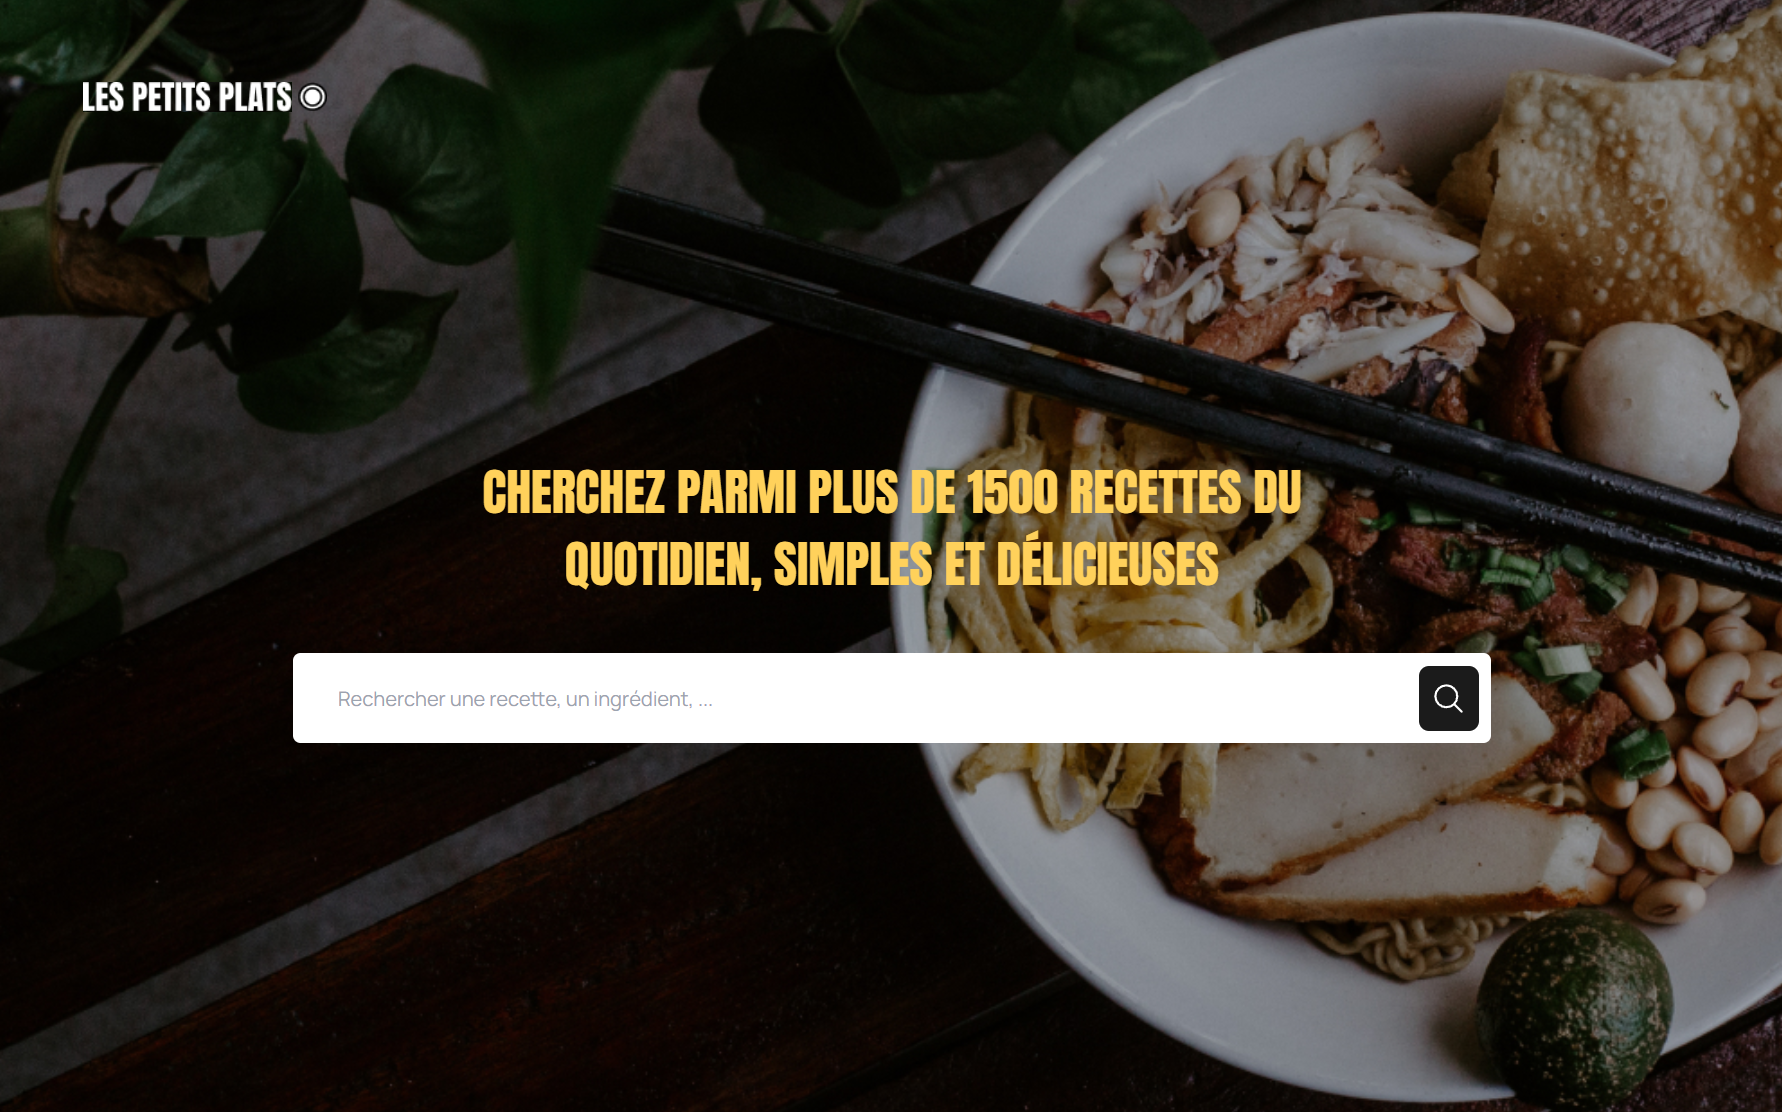 LES PETITS PLATS
CHERCHEZ PARMI PLUS DE 1500 RECETTES DU
QUOTIDIEN, SIMPLES ET DÉLICIEUSES
Rechercher une recette, un ingrédient, ...